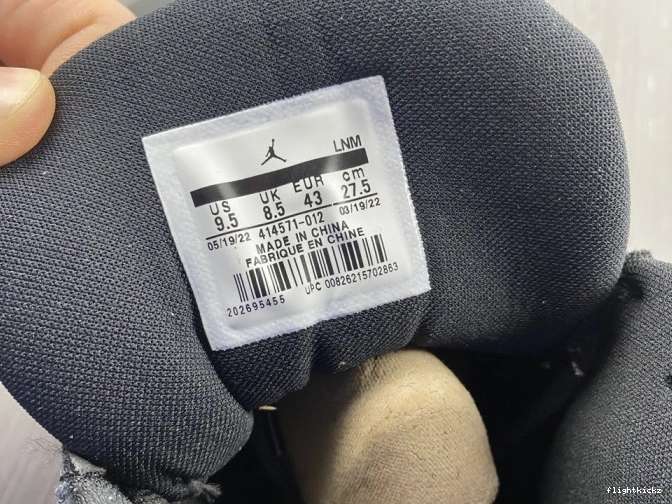 LNM
US UK EUR cm
9.5 8.5 43 27.5
05/19/22 414571-012 03/19/22
MADE IN CHINA
FABRIQUE EN CHINE
202695455 UPC 00826215702863
flightkickz